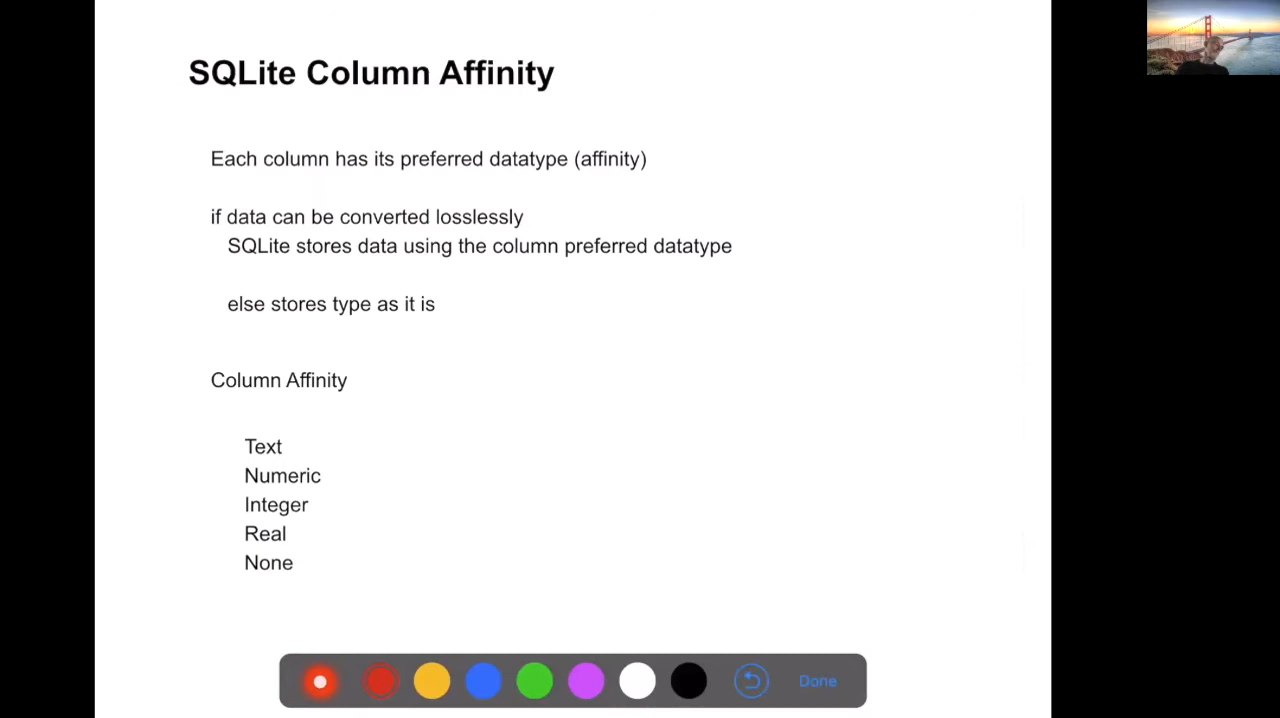 SQLite Column Affinity
Each column has its preferred datatype (affinity)
if data can be converted losslessly
SQLite stores data using the column preferred datatype
else stores type as it is
Column Affinity
Text
Numeric
Integer
Real
None
Done